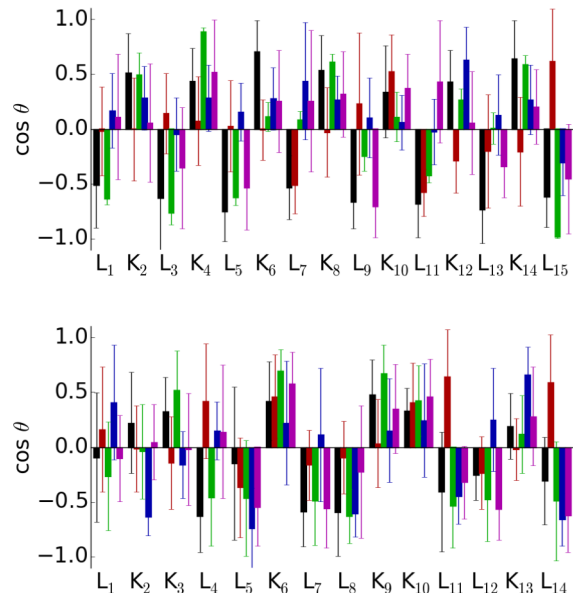 1.0
0.5
cos θ
0.0
−0.5
−1.0
L₁ K₂ L₃ K₄ L₅ K₆ L₇ K₈ L₉ K₁₀ L₁₁ K₁₂ L₁₃ K₁₄ L₁₅
1.0
0.5
cos θ
0.0
−0.5
−1.0
L₁ K₂ K₃ L₄ L₅ K₆ L₇ L₈ K₉ K₁₀ L₁₁ L₁₂ K₁₃ L₁₄